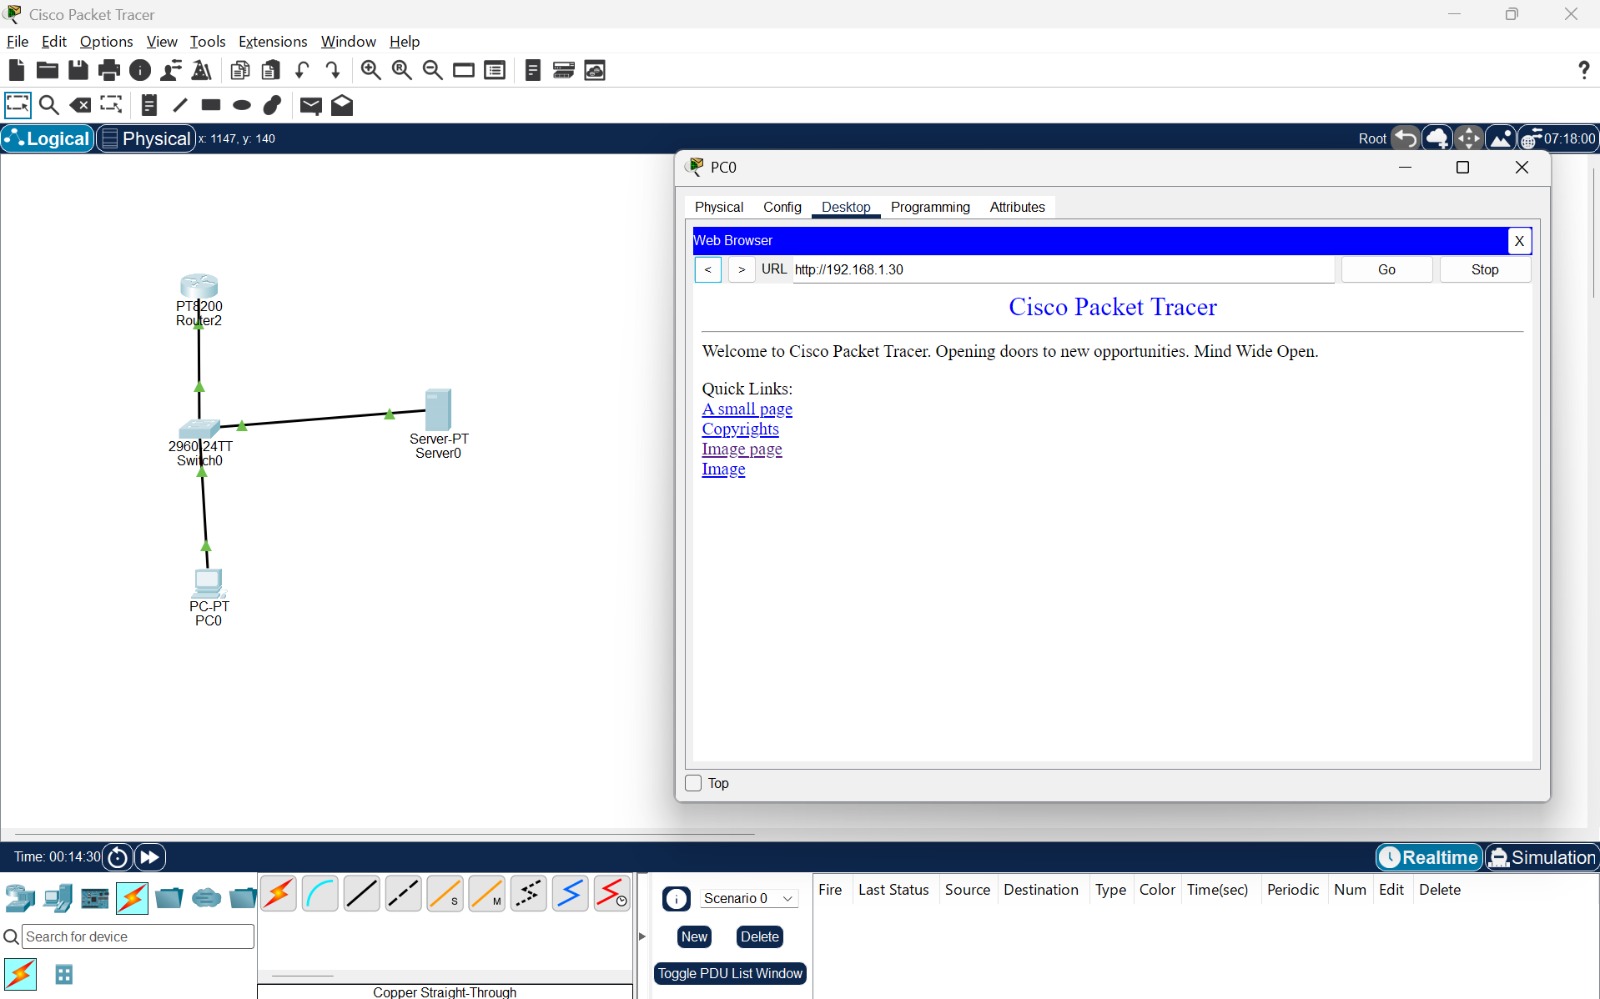 Cisco Packet Tracer
File Edit Options View Tools Extensions Window Help
?
Logical Physical x: 1147, y: 140 Root 07:18:00
PC0
Physical Config Desktop Programming Attributes
Web Browser X
< > URL http://192.168.1.30 Go Stop
Cisco Packet Tracer
Welcome to Cisco Packet Tracer. Opening doors to new opportunities. Mind Wide Open.
Quick Links:
A small page
Copyrights
Image page
Image
Top
PT8200
Router2
2960-24TT
Switch0
Server-PT
Server0
PC-PT
PC0
Time: 00:14:30 Realtime Simulation
S M
Search for device
Copper Straight-Through
Scenario 0
New Delete
Toggle PDU List Window
Fire Last Status Source Destination Type Color Time(sec) Periodic Num Edit Delete